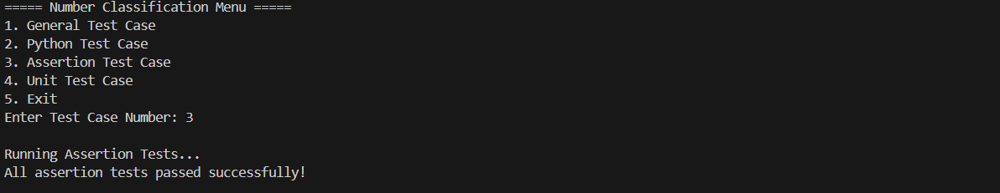 ===== Number Classification Menu =====
1. General Test Case
2. Python Test Case
3. Assertion Test Case
4. Unit Test Case
5. Exit
Enter Test Case Number: 3
Running Assertion Tests...
All assertion tests passed successfully!